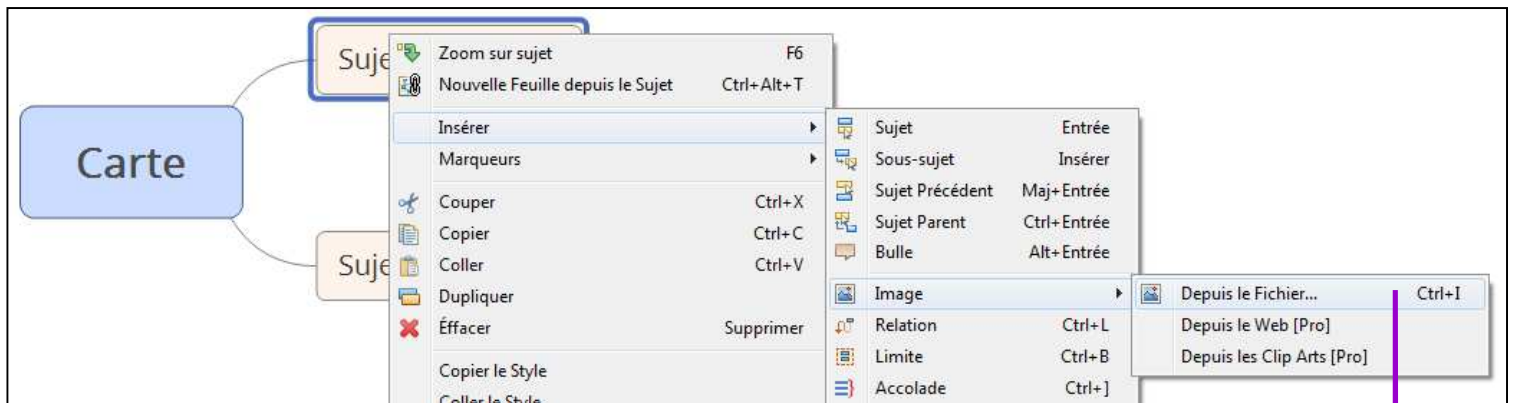 Carte
Suje
Suje
Zoom sur sujet F6
Nouvelle Feuille depuis le Sujet Ctrl+Alt+T
Insérer
Marqueurs
Couper Ctrl+X
Copier Ctrl+C
Coller Ctrl+V
Dupliquer
Éffacer Supprimer
Copier le Style
Coller le Style
Sujet Entrée
Sous-sujet Insérer
Sujet Précédent Maj+Entrée
Sujet Parent Ctrl+Entrée
Bulle Alt+Entrée
Image
Relation Ctrl+L
Limite Ctrl+B
Accolade Ctrl+]
Depuis le Fichier... Ctrl+I
Depuis le Web [Pro]
Depuis les Clip Arts [Pro]